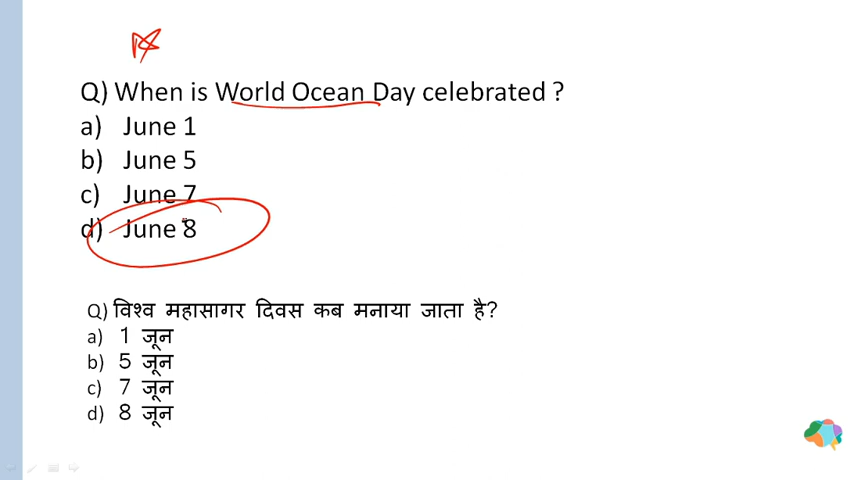 Q) When is World Ocean Day celebrated ?
a) June 1
b) June 5
c) June 7
d) June 8
Q) विश्व महासागर दिवस कब मनाया जाता है?
a) 1 जून
b) 5 जून
c) 7 जून
d) 8 जून